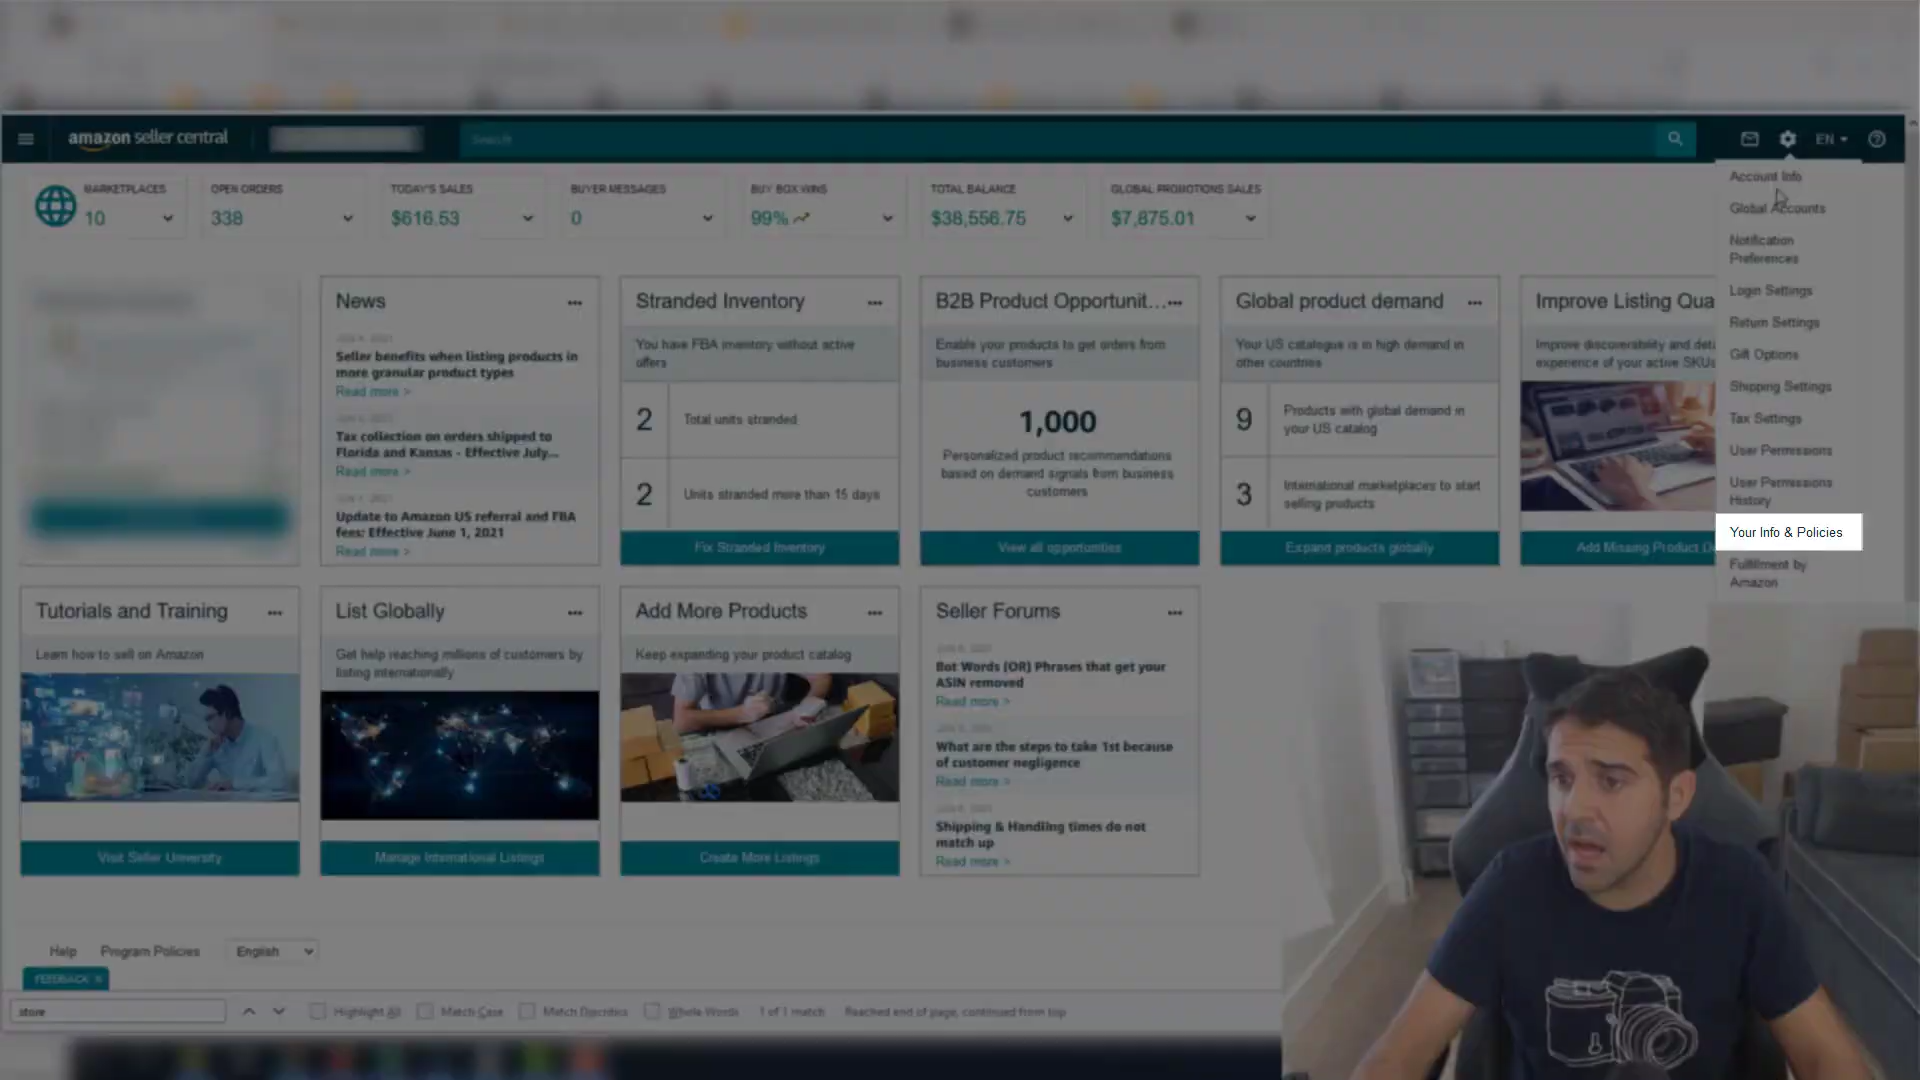 amazon seller central
Search
EN
MARKETPLACES
10
OPEN ORDERS
338
TODAY'S SALES
$616.53
BUYER MESSAGES
0
BUY BOX WINS
99%
TOTAL BALANCE
$38,556.75
GLOBAL PROMOTIONS SALES
$7,875.01
Account Info
Global Accounts
Notification
Preferences
Login Settings
Return Settings
Gift Options
Shipping Settings
Tax Settings
User Permissions
User Permissions
History
Your Info & Policies
Fulfillment by
Amazon
News
Seller benefits when listing products in
more granular product types
Read more >
Tax collection on orders shipped to
Florida and Kansas - Effective July...
Read more >
Update to Amazon US referral and FBA
fees: Effective June 1, 2021
Read more >
Stranded Inventory
You have FBA inventory without active
offers
2
Total units stranded
2
Units stranded more than 15 days
Fix Stranded Inventory
B2B Product Opportunit...
Enable your products to get orders from
business customers
1,000
Personalized product recommendations
based on demand signals from business
customers
View all opportunities
Global product demand
Your US catalogue is in high demand in
other countries
9
Products with global demand in
your US catalog
3
International marketplaces to start
selling products
Expand products globally
Improve Listing Qua
Improve discoverability and deta
experience of your active SKUs
Add Missing Product D
Tutorials and Training
Learn how to sell on Amazon
Visit Seller University
List Globally
Get help reaching millions of customers by
listing internationally
Manage International Listings
Add More Products
Keep expanding your product catalog
Create More Listings
Seller Forums
Bot Words (OR) Phrases that get your
ASIN removed
Read more >
What are the steps to take 1st because
of customer negligence
Read more >
Shipping & Handling times do not
match up
Read more >
Help
Program Policies
English
FEEDBACK
store
Highlight All
Match Case
Match Diacritics
Whole Words
1 of 1 match
Reached end of page, continued from top